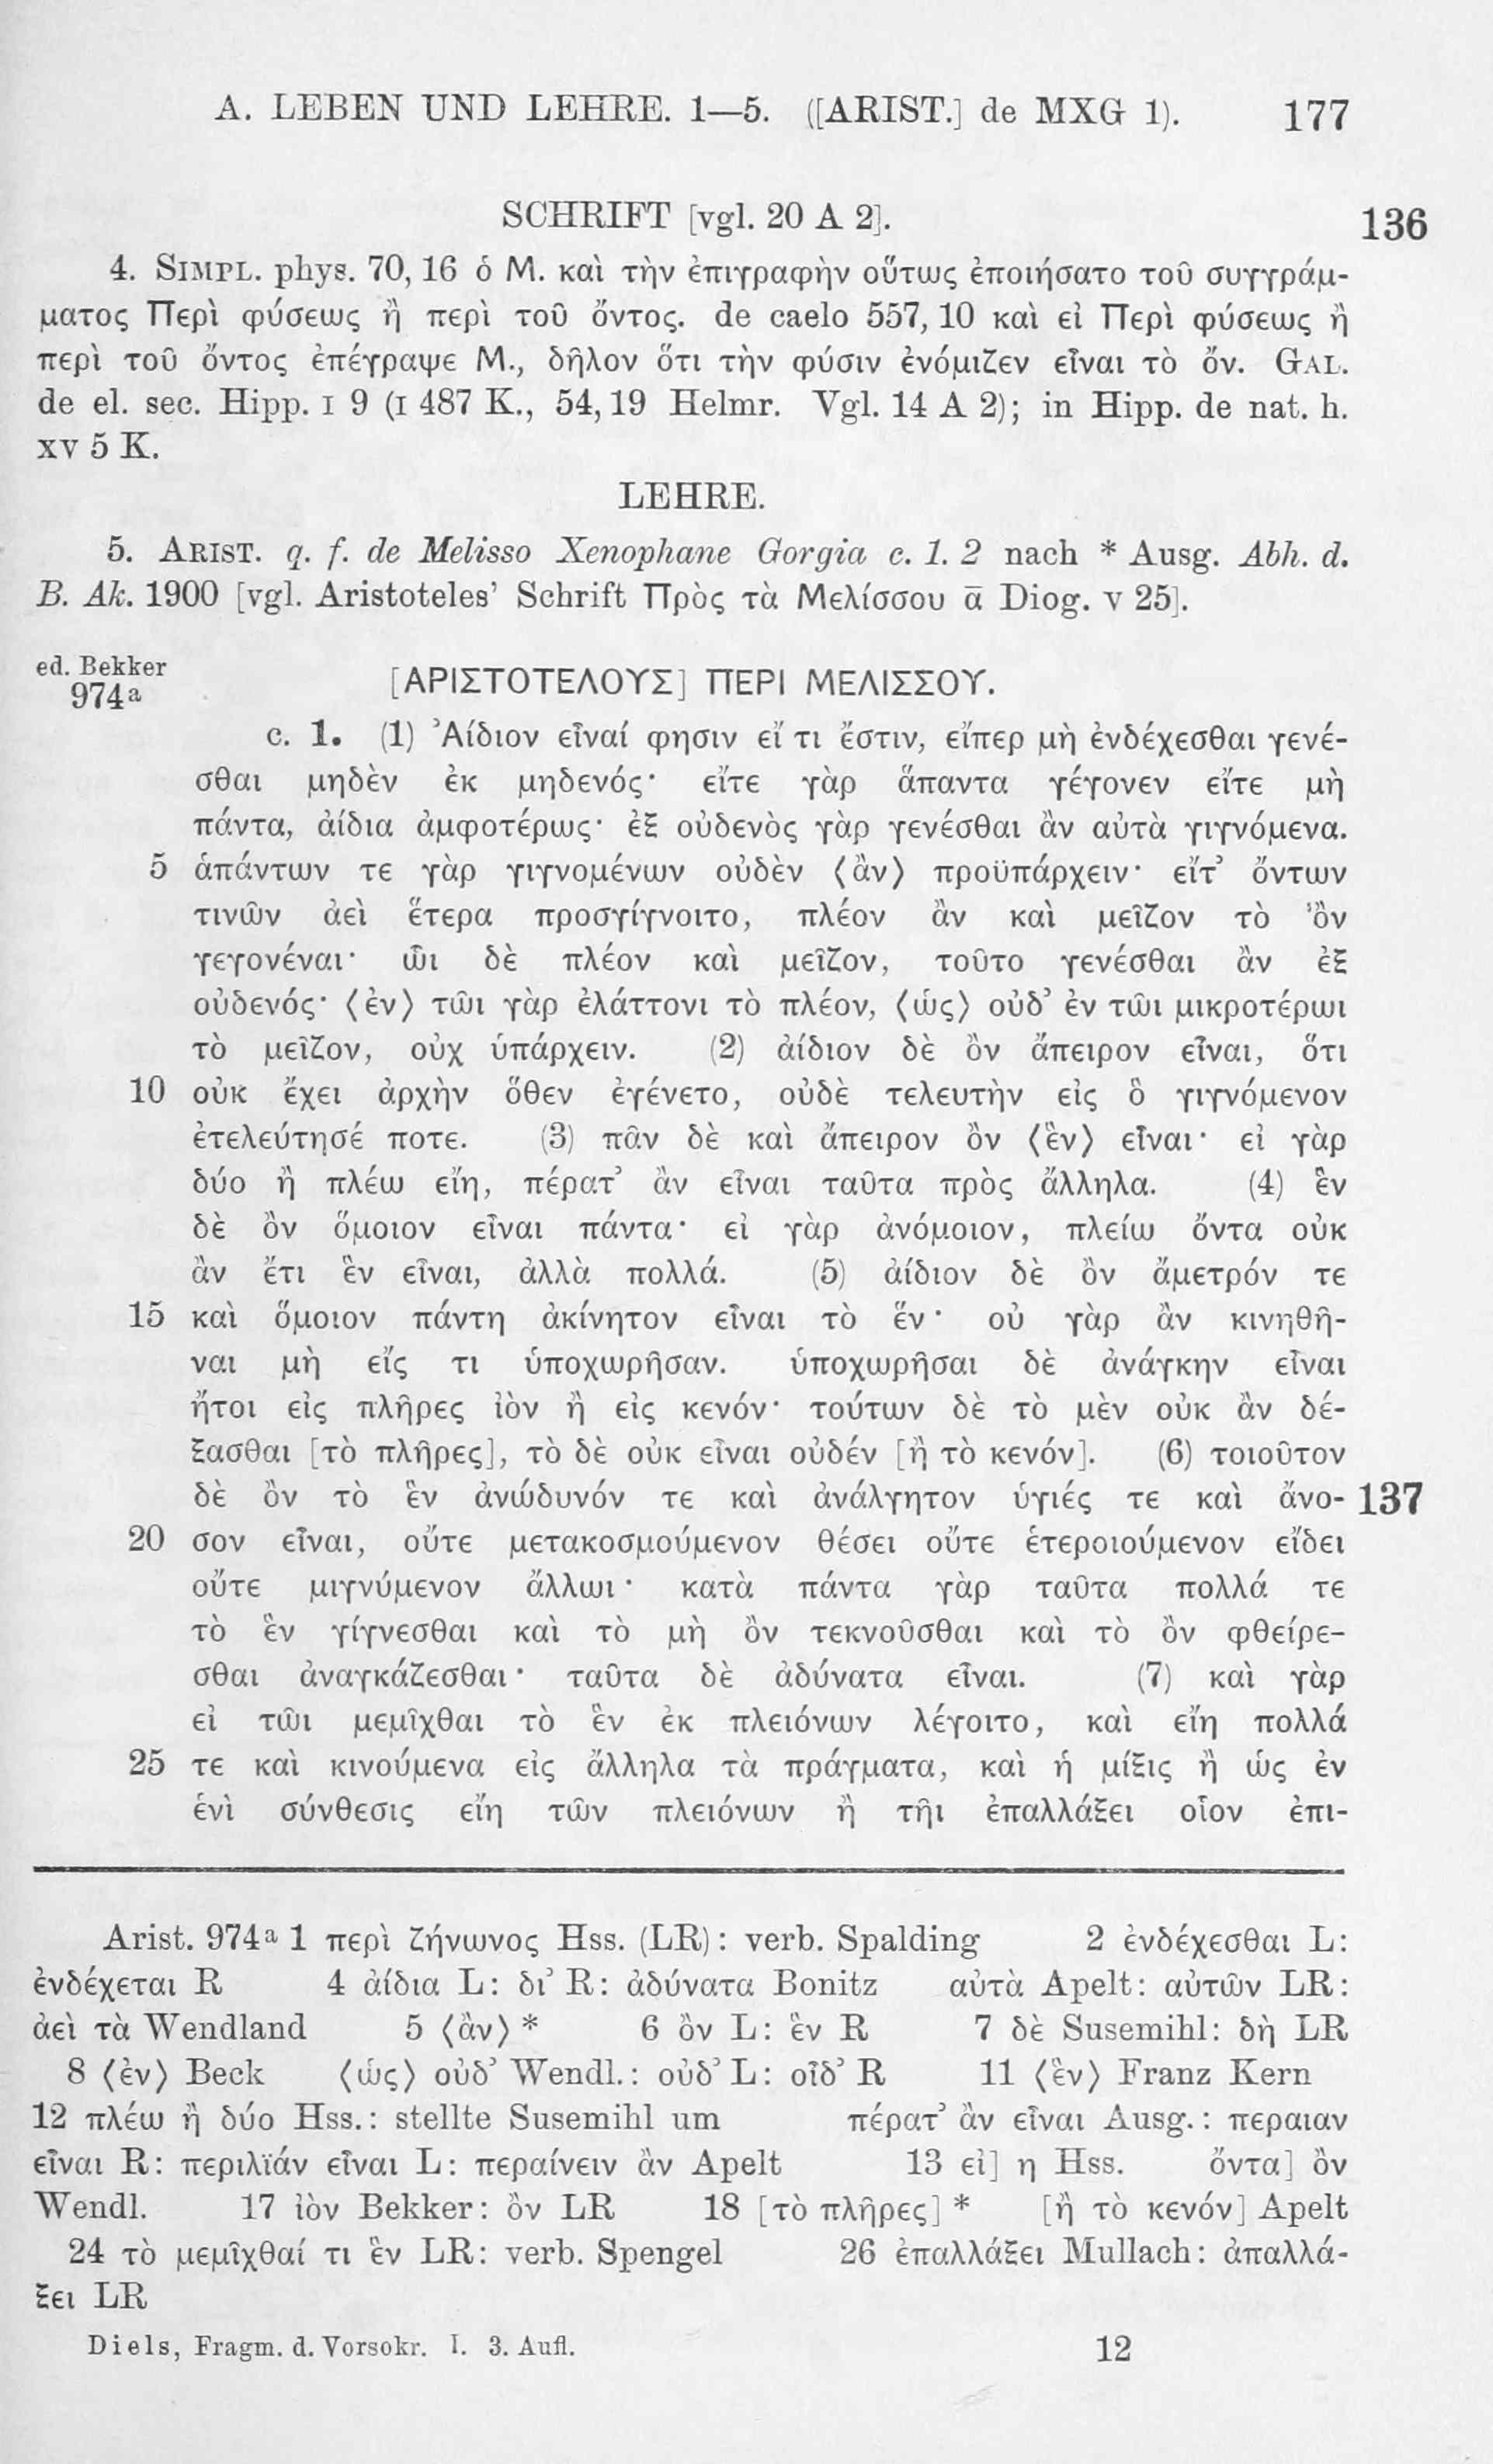 A. LEBEN UND LEHRE. 1—5. ([ARIST.] de MXG 1). 177
SCHRIFT [vgl. 20 A 2]. 136
4. SIMPL. phys. 70, 16 ὁ Μ. καὶ τὴν ἐπιγραφὴν οὕτως ἐποιήσατο τοῦ συγγράμ-
ματος Περὶ φύσεως ἢ περὶ τοῦ ὄντος. de caelo 557, 10 καὶ εἰ Περὶ φύσεως ἢ
περὶ τοῦ ὄντος ἐπέγραψε Μ., δῆλον ὅτι τὴν φύσιν ἐνόμιζεν εἶναι τὸ ὄν. GAL.
de el. sec. Hipp. I 9 (I 487 K., 54, 19 Helmr. Vgl. 14 A 2); in Hipp. de nat. h.
XV 5 K.
LEHRE.
5. ARIST. q. f. de Melisso Xenophane Gorgia c. 1. 2 nach * Ausg. Abh. d.
B. Ak. 1900 [vgl. Aristoteles' Schrift Πρὸς τὰ Μελίσσου ᾱ Diog. V 25].
ed. Bekker
974a [ΑΡΙΣΤΟΤΕΛΟΥΣ] ΠΕΡΙ ΜΕΛΙΣΣΟΥ.
c. 1. (1) Ἀίδιον εἶναί φησιν εἴ τι ἔστιν, εἴπερ μὴ ἐνδέχεσθαι γενέ-
σθαι μηδὲν ἐκ μηδενός· εἴτε γὰρ ἅπαντα γέγονεν εἴτε μὴ
πάντα, ἀίδια ἀμφοτέρως· ἐξ οὐδενὸς γὰρ γενέσθαι ἂν αὐτὰ γιγνόμενα.
5 ἁπάντων τε γὰρ γιγνομένων οὐδὲν ⟨ἂν⟩ προϋπάρχειν· εἴτ' ὄντων
τινῶν ἀεὶ ἕτερα προσγίγνοιτο, πλέον ἂν καὶ μεῖζον τὸ ὂν
γεγονέναι· ὧι δὲ πλέον καὶ μεῖζον, τοῦτο γενέσθαι ἂν ἐξ
οὐδενός· ⟨ἐν⟩ τῶι γὰρ ἐλάττονι τὸ πλέον, ⟨ὡς⟩ οὐδ' ἐν τῶι μικροτέρωι
τὸ μεῖζον, οὐχ ὑπάρχειν. (2) ἀίδιον δὲ ὂν ἄπειρον εἶναι, ὅτι
10 οὐκ ἔχει ἀρχὴν ὅθεν ἐγένετο, οὐδὲ τελευτὴν εἰς ὃ γιγνόμενον
ἐτελεύτησέ ποτε. (3) πᾶν δὲ καὶ ἄπειρον ὂν ⟨ἓν⟩ εἶναι· εἰ γὰρ
δύο ἢ πλέω εἴη, πέρατ' ἂν εἶναι ταῦτα πρὸς ἄλληλα. (4) ἓν
δὲ ὂν ὅμοιον εἶναι πάντα· εἰ γὰρ ἀνόμοιον, πλείω ὄντα οὐκ
ἂν ἔτι ἓν εἶναι, ἀλλὰ πολλά. (5) ἀίδιον δὲ ὂν ἄμετρόν τε
15 καὶ ὅμοιον πάντη ἀκίνητον εἶναι τὸ ἕν· οὐ γὰρ ἂν κινηθῆ-
ναι μὴ εἴς τι ὑποχωρῆσαν. ὑποχωρῆσαι δὲ ἀνάγκην εἶναι
ἤτοι εἰς πλῆρες ἰὸν ἢ εἰς κενόν· τούτων δὲ τὸ μὲν οὐκ ἂν δέ-
ξασθαι [τὸ πλῆρες], τὸ δὲ οὐκ εἶναι οὐδέν [ἢ τὸ κενόν]. (6) τοιοῦτον
δὲ ὂν τὸ ἓν ἀνώδυνόν τε καὶ ἀνάλγητον ὑγιές τε καὶ ἄνο- 137
20 σον εἶναι, οὔτε μετακοσμούμενον θέσει οὔτε ἑτεροιούμενον εἴδει
οὔτε μιγνύμενον ἄλλωι· κατὰ πάντα γὰρ ταῦτα πολλά τε
τὸ ἓν γίγνεσθαι καὶ τὸ μὴ ὂν τεκνοῦσθαι καὶ τὸ ὂν φθείρε-
σθαι ἀναγκάζεσθαι· ταῦτα δὲ ἀδύνατα εἶναι. (7) καὶ γὰρ
εἰ τῶι μεμῖχθαι τὸ ἓν ἐκ πλειόνων λέγοιτο, καὶ εἴη πολλά
25 τε καὶ κινούμενα εἰς ἄλληλα τὰ πράγματα, καὶ ἡ μίξις ἢ ὡς ἐν
ἑνὶ σύνθεσις εἴη τῶν πλειόνων ἢ τῆι ἐπαλλάξει οἷον ἐπι-
Arist. 974a 1 περὶ ζήνωνος Hss. (LR): verb. Spalding 2 ἐνδέχεσθαι L:
ἐνδέχεται R 4 ἀίδια L: δι' R: ἀδύνατα Bonitz αὐτὰ Apelt: αὐτῶν LR:
ἀεὶ τὰ Wendland 5 ⟨ἂν⟩ * 6 ὂν L: ἓν R 7 δὲ Susemihl: δὴ LR
8 ⟨ἐν⟩ Beck ⟨ὡς⟩ οὐδ' Wendl.: οὐδ' L: οἶδ' R 11 ⟨ἓν⟩ Franz Kern
12 πλέω ἢ δύο Hss.: stellte Susemihl um πέρατ' ἂν εἶναι Ausg.: περαιαν
εἶναι R: περιλϊάν εἶναι L: περαίνειν ἂν Apelt 13 εἰ] η Hss. ὄντα] ὂν
Wendl. 17 ἰὸν Bekker: ὂν LR 18 [τὸ πλῆρες] * [ἢ τὸ κενόν] Apelt
24 τὸ μεμῖχθαί τι ἓν LR: verb. Spengel 26 ἐπαλλάξει Mullach: ἀπαλλά-
ξει LR
Diels, Fragm. d. Vorsokr. I. 3. Aufl. 12